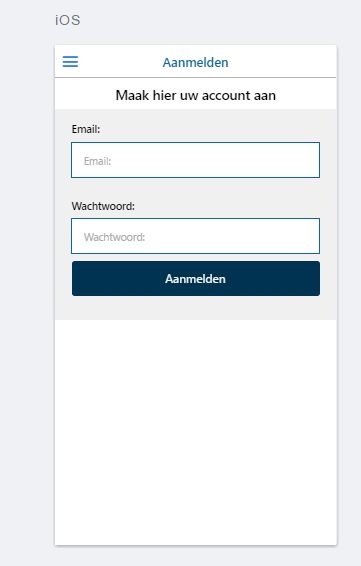 iOS
Aanmelden
Maak hier uw account aan
Email:
Email:
Wachtwoord:
Wachtwoord:
Aanmelden